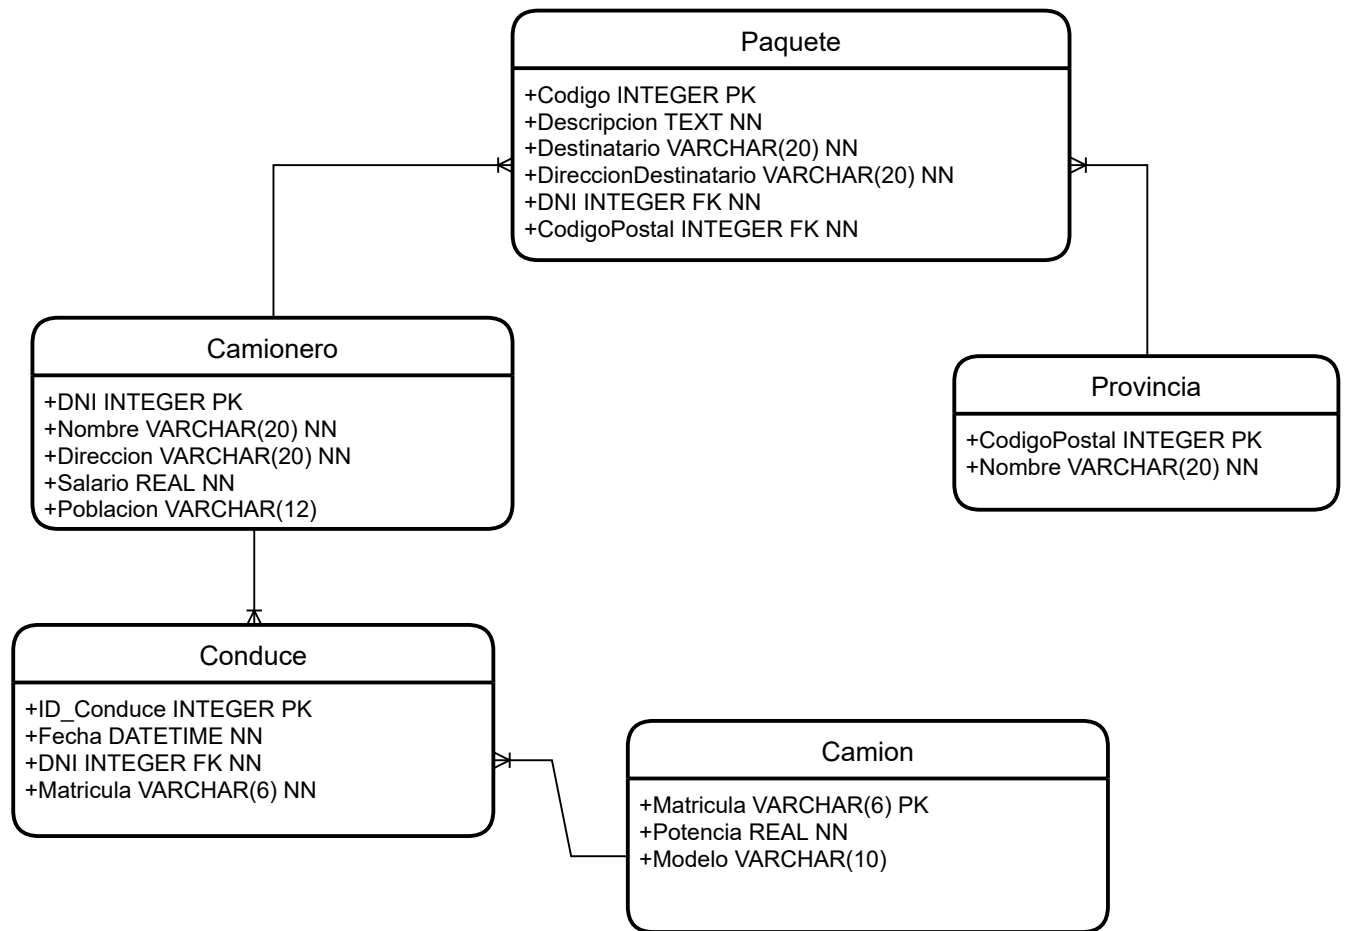 Paquete
+Codigo INTEGER PK
+Descripcion TEXT NN
+Destinatario VARCHAR(20) NN
+DireccionDestinatario VARCHAR(20) NN
+DNI INTEGER FK NN
+CodigoPostal INTEGER FK NN
Camionero
+DNI INTEGER PK
+Nombre VARCHAR(20) NN
+Direccion VARCHAR(20) NN
+Salario REAL NN
+Poblacion VARCHAR(12)
Provincia
+CodigoPostal INTEGER PK
+Nombre VARCHAR(20) NN
Conduce
+ID_Conduce INTEGER PK
+Fecha DATETIME NN
+DNI INTEGER FK NN
+Matricula VARCHAR(6) NN
Camion
+Matricula VARCHAR(6) PK
+Potencia REAL NN
+Modelo VARCHAR(10)